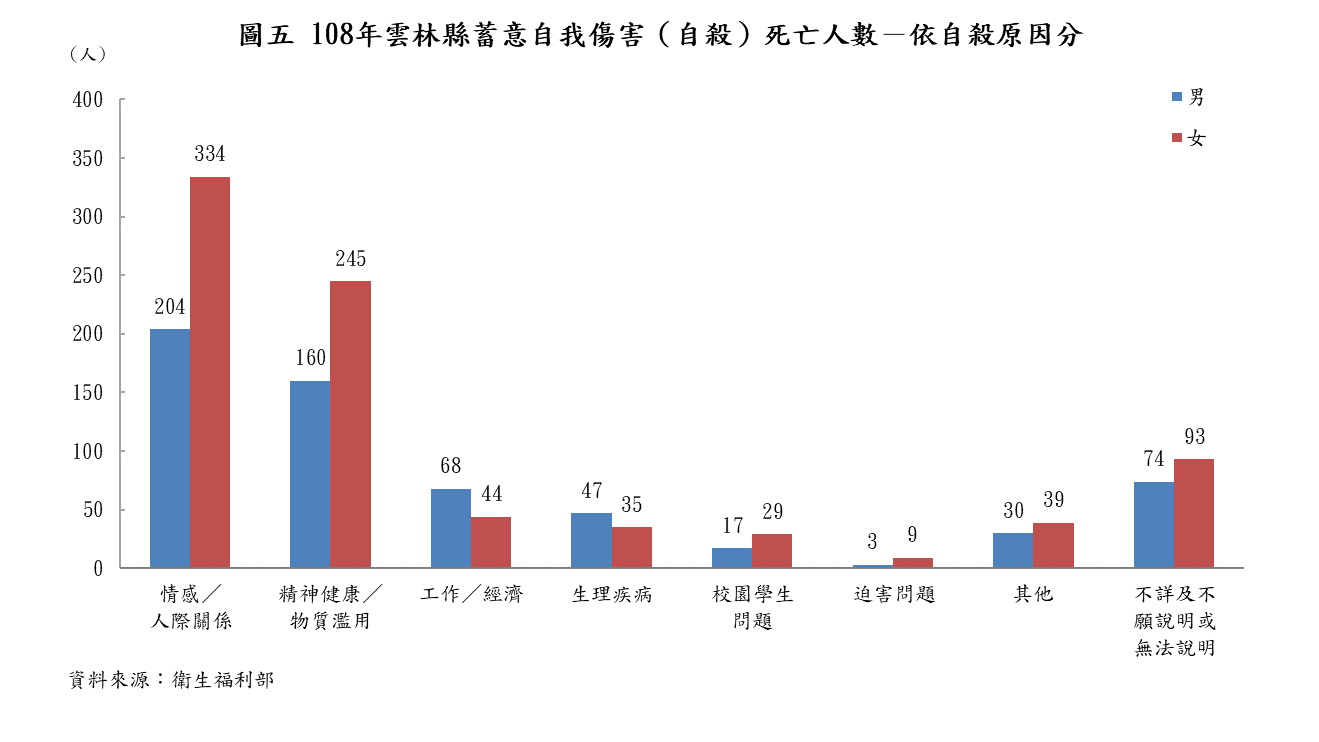 圖五 108年雲林縣蓄意自我傷害（自殺）死亡人數－依自殺原因分
（人）
男
女
400
350
300
250
200
150
100
50
0
204
334
160
245
68
44
47
35
17
29
3
9
30
39
74
93
情感／
人際關係
精神健康／
物質濫用
工作／經濟
生理疾病
校園學生
問題
迫害問題
其他
不詳及不
願說明或
無法說明
資料來源：衛生福利部